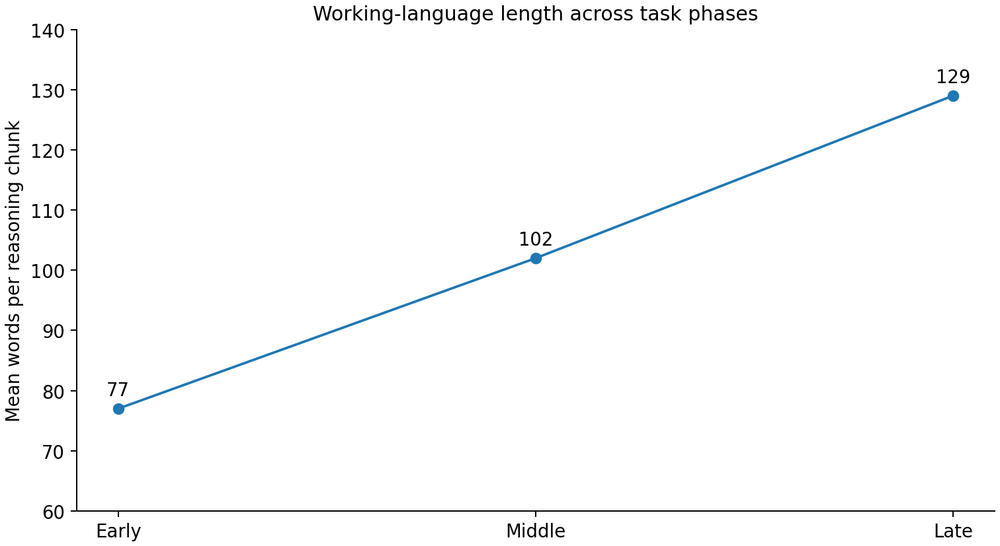 Working-language length across task phases
Mean words per reasoning chunk
140
130
120
110
100
90
80
70
60
77
102
129
Early
Middle
Late